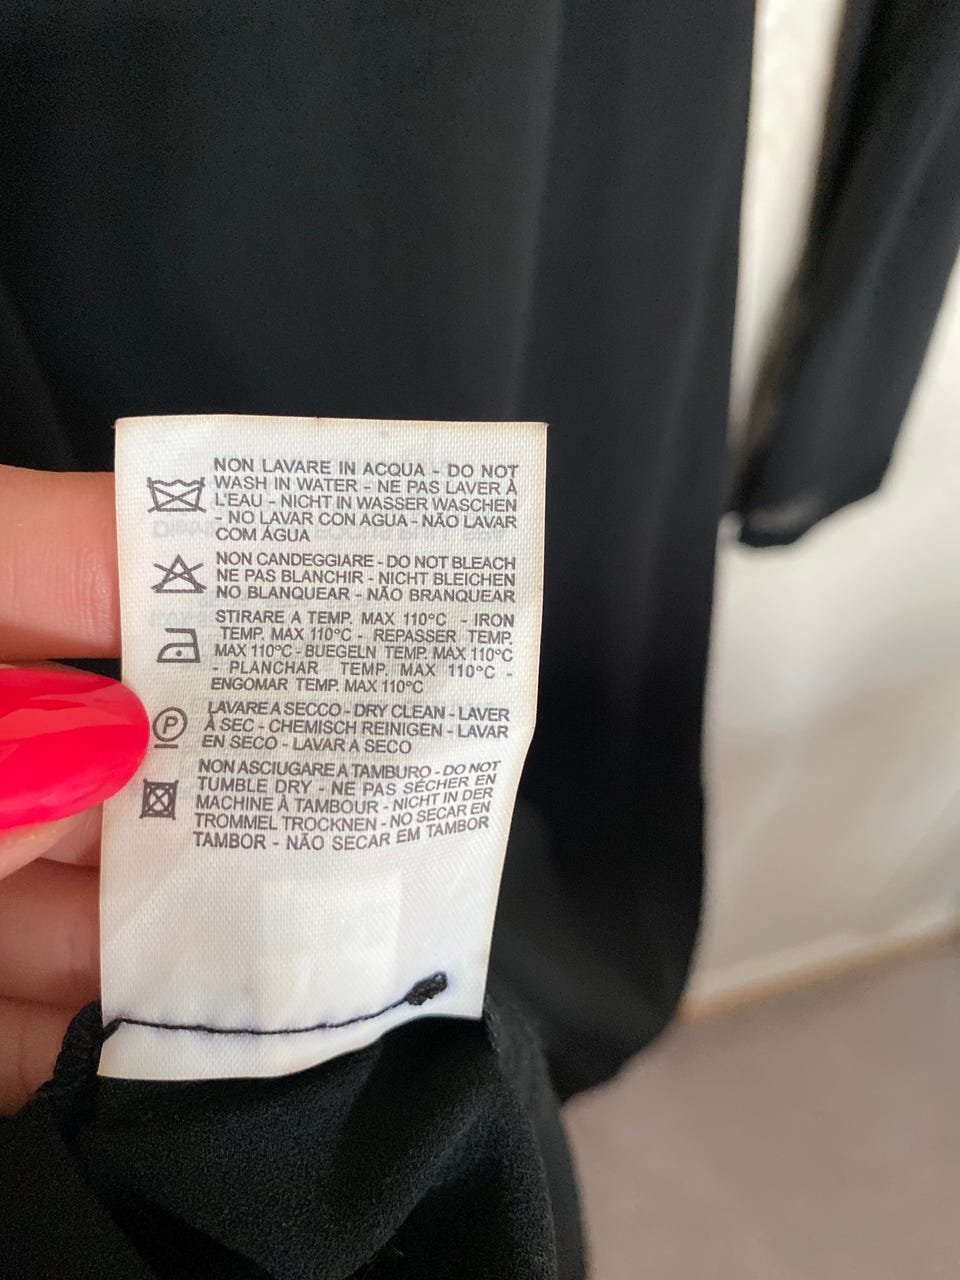 NON LAVARE IN ACQUA - DO NOT
WASH IN WATER - NE PAS LAVER À
L'EAU - NICHT IN WASSER WASCHEN
- NO LAVAR CON AGUA - NÃO LAVAR
COM ÁGUA
NON CANDEGGIARE - DO NOT BLEACH
NE PAS BLANCHIR - NICHT BLEICHEN
NO BLANQUEAR - NÃO BRANQUEAR
STIRARE A TEMP. MAX 110°C - IRON
TEMP. MAX 110°C - REPASSER TEMP.
MAX 110°C - BUEGELN TEMP. MAX 110°C
- PLANCHAR TEMP. MAX 110°C -
ENGOMAR TEMP. MAX 110°C
P
LAVARE A SECCO - DRY CLEAN - LAVER
À SEC - CHEMISCH REINIGEN - LAVAR
EN SECO - LAVAR A SECO
NON ASCIUGARE A TAMBURO - DO NOT
TUMBLE DRY - NE PAS SÉCHER EN
MACHINE À TAMBOUR - NICHT IN DER
TROMMEL TROCKNEN - NO SECAR EN
TAMBOR - NÃO SECAR EM TAMBOR